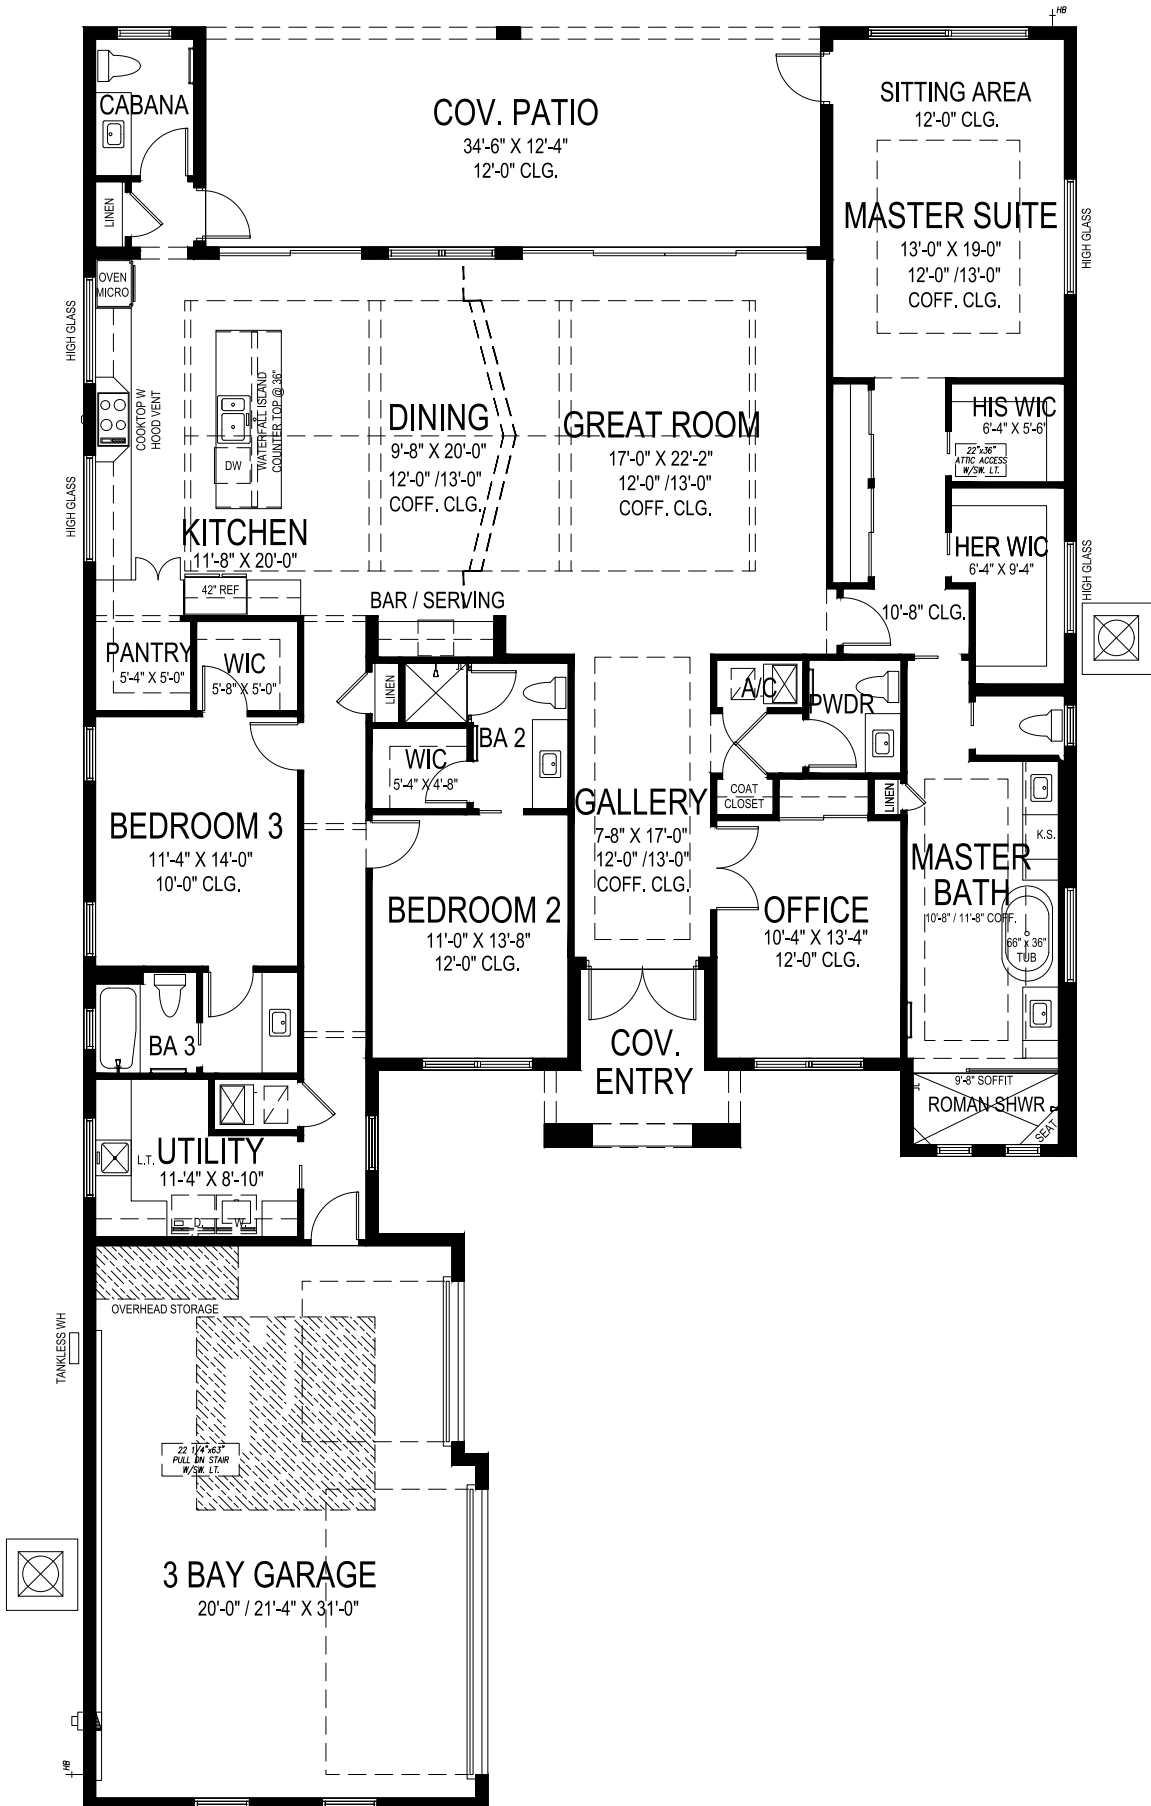 HB
CABANA
COV. PATIO
34'-6" X 12'-4"
12'-0" CLG.
SITTING AREA
12'-0" CLG.
LINEN
MASTER SUITE
13'-0" X 19-0"
12'-0" /13'-0"
COFF. CLG.
HIGH GLASS
OVEN
MICRO
HIGH GLASS
COOKTOP W
HOOD VENT
WATERFALL ISLAND
COUNTER TOP @ 36"
DW
DINING
9'-8" X 20'-0"
12'-0" /13'-0"
COFF. CLG.
GREAT ROOM
17'-0" X 22'-2"
12'-0" /13'-0"
COFF. CLG.
HIS WIC
6'-4" X 5'-6'
22"x36"
ATTIC ACCESS
W/SW. LT.
HIGH GLASS
KITCHEN
11'-8" X 20'-0"
HER WIC
6'-4" X 9'-4"
HIGH GLASS
42" REF
BAR / SERVING
10'-8" CLG.
PANTRY
5'-4" X 5'-0"
WIC
5'-8" X 5'-0"
LINEN
A/C
PWDR
BA 2
WIC
5'-4" X 4'-8"
COAT
CLOSET
LINEN
BEDROOM 3
11'-4" X 14'-0"
10'-0" CLG.
GALLERY
7-8" X 17'-0"
12'-0" /13'-0"
COFF. CLG.
K.S.
MASTER
BATH
10'-8" / 11'-8" COFF.
BEDROOM 2
11'-0" X 13'-8"
12'-0" CLG.
OFFICE
10'-4" X 13'-4"
12'-0" CLG.
66" x 36"
TUB
BA 3
COV.
ENTRY
9'-8" SOFFIT
ROMAN SHWR
SEAT
UTILITY
11'-4" X 8'-10"
L.T.
D.
W.
OVERHEAD STORAGE
TANKLESS WH
22 1/4"x63"
PULL DN STAIR
W/SW. LT.
3 BAY GARAGE
20'-0" / 21'-4" X 31'-0"
HB